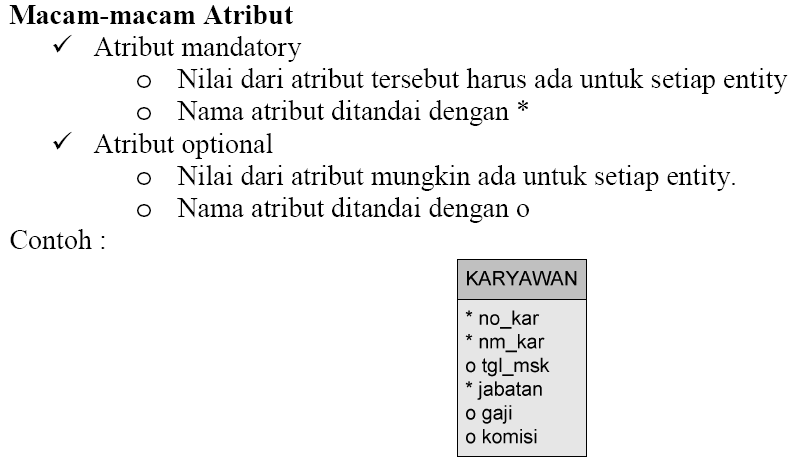 Macam-macam Atribut
✓ Atribut mandatory
o Nilai dari atribut tersebut harus ada untuk setiap entity
o Nama atribut ditandai dengan *
✓ Atribut optional
o Nilai dari atribut mungkin ada untuk setiap entity.
o Nama atribut ditandai dengan o
Contoh :
KARYAWAN
* no_kar
* nm_kar
o tgl_msk
* jabatan
o gaji
o komisi